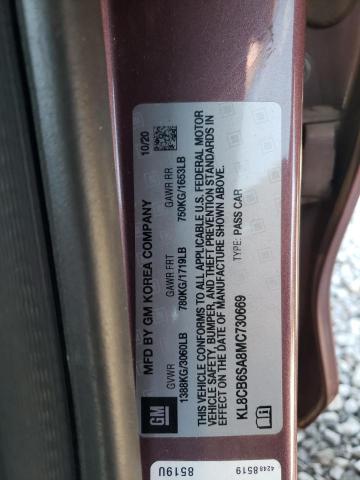 MFD BY GM KOREA COMPANY 10/20
GVWR GAWR FRT GAWR RR
1388KG/3060LB 780KG/1719LB 750KG/1653LB
THIS VEHICLE CONFORMS TO ALL APPLICABLE U.S. FEDERAL MOTOR
VEHICLE SAFETY, BUMPER, AND THEFT PREVENTION STANDARDS IN
EFFECT ON THE DATE OF MANUFACTURE SHOWN ABOVE.
TYPE: PASS CAR
KL8CB6SA8MC730669
GM
4248 8519
8519U